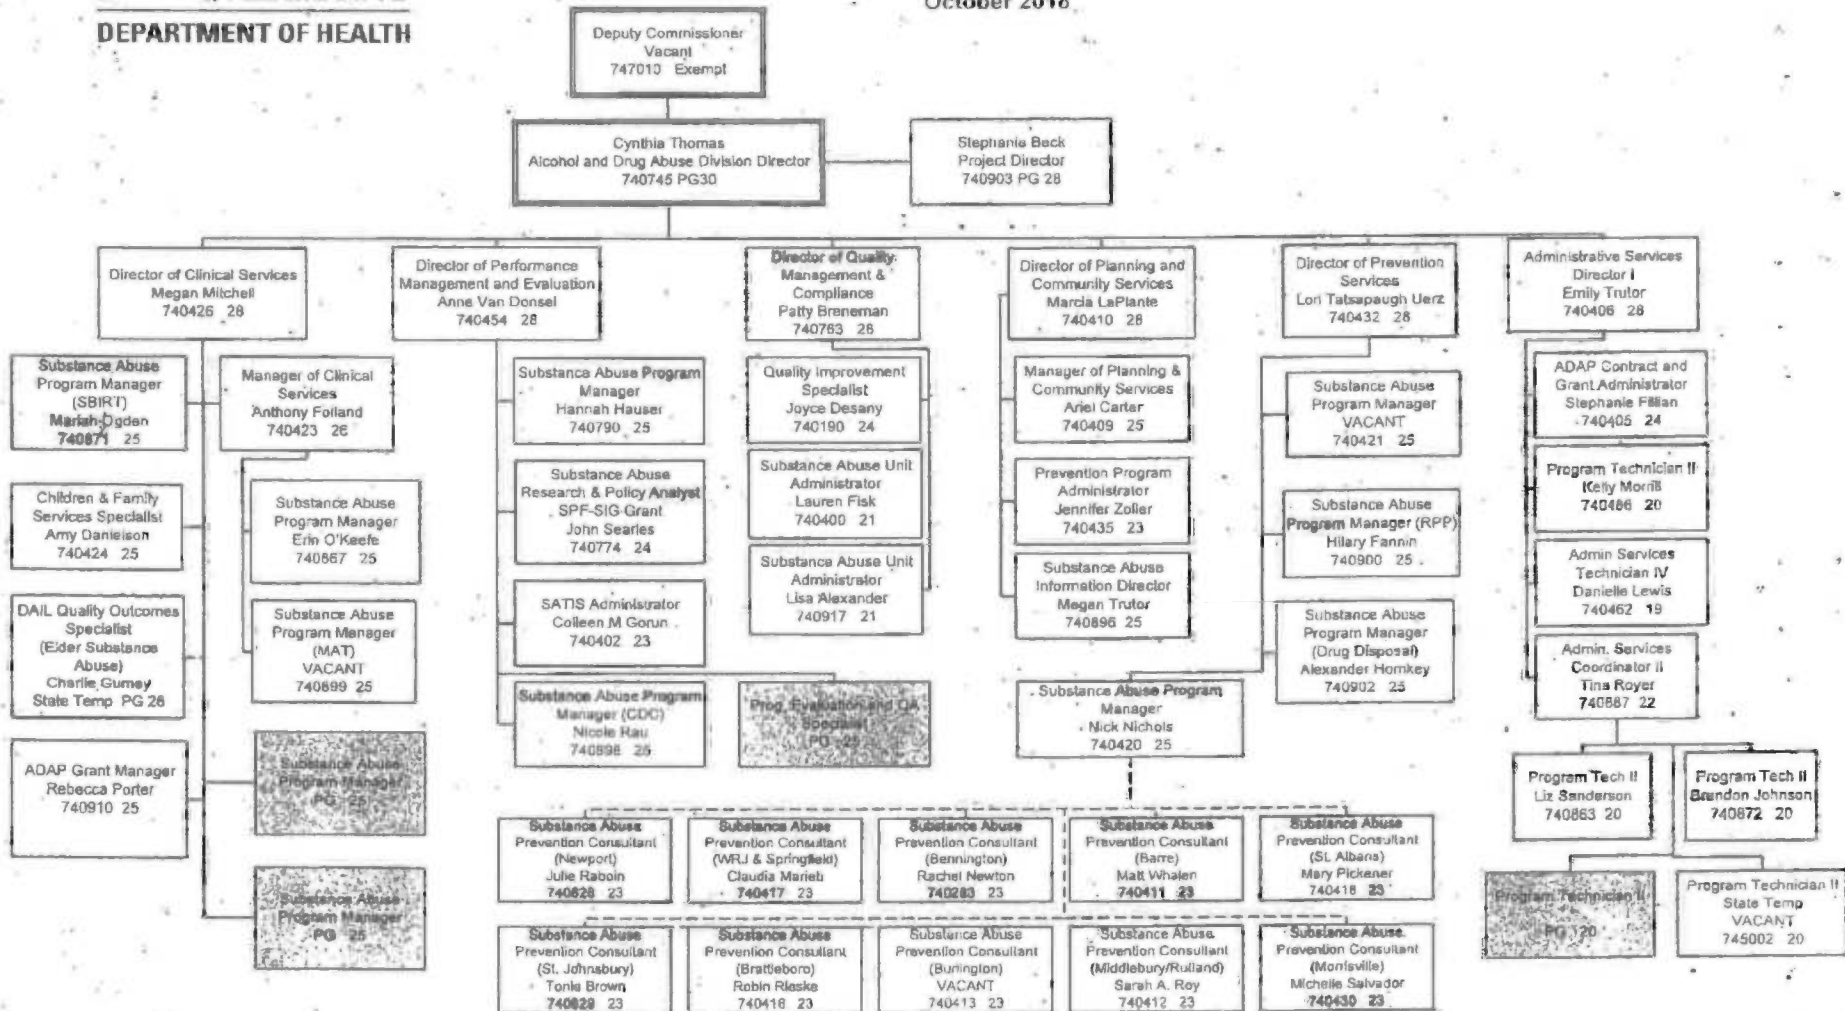 October 2016
DEPARTMENT OF HEALTH
Deputy Commissioner
Vacant
747010 Exempt
Cynthia Thomas
Alcohol and Drug Abuse Division Director
740745 PG30
Stephanie Beck
Project Director
740903 PG 28
Director of Clinical Services
Megan Mitchell
740426 28
Director of Performance
Management and Evaluation
Anne Van Donsel
740454 28
Director of Quality
Management &
Compliance
Patty Breneman
740763 26
Director of Planning and
Community Services
Marcia LaPlante
740410 28
Director of Prevention
Services
Lori Tatsapaugh Uerz
740432 28
Administrative Services
Director I
Emily Trutor
740406 28
Substance Abuse
Program Manager
(SBIRT)
Mariah Ogden
740871 25
Manager of Clinical
Services
Anthony Folland
740423 26
Children & Family
Services Specialist
Amy Danielson
740424 25
Substance Abuse
Program Manager
Erin O'Keefe
740867 25
DAIL Quality Outcomes
Specialist
(Elder Substance
Abuse)
Charlie Gurney
State Temp PG 26
Substance Abuse
Program Manager
(MAT)
VACANT
740899 25
ADAP Grant Manager
Rebecca Porter
740910 25
Substance Abuse
Program Manager
PG 25
Substance Abuse
Program Manager
PG 25
Substance Abuse Program
Manager
Hannah Hauser
740790 25
Substance Abuse
Research & Policy Analyst
SPF-SIG Grant
John Searles
740774 24
SATIS Administrator
Colleen M Gorun
740402 23
Substance Abuse Program
Manager (CDC)
Nicole Rau
740898 25
Prog. Evaluation and QA
Specialist
PG 25
Quality Improvement
Specialist
Joyce Desany
740190 24
Substance Abuse Unit
Administrator
Lauren Fisk
740400 21
Substance Abuse Unit
Administrator
Lisa Alexander
740917 21
Manager of Planning &
Community Services
Ariel Carter
740409 25
Prevention Program
Administrator
Jennifer Zoller
740435 23
Substance Abuse
Information Director
Megan Trutor
740896 25
Substance Abuse
Program Manager
VACANT
740421 25
Substance Abuse
Program Manager (RPP)
Hilary Fannin
740900 25
Substance Abuse
Program Manager
(Drug Disposal)
Alexander Hornkey
740902 25
Substance Abuse Program
Manager
Nick Nichols
740420 25
ADAP Contract and
Grant Administrator
Stephanie Fillian
740405 24
Program Technician II
Kelly Morrill
740486 20
Admin Services
Technician IV
Danielle Lewis
740462 19
Admin. Services
Coordinator II
Tina Royer
740887 22
Program Tech II
Liz Sanderson
740863 20
Program Tech II
Brandon Johnson
740872 20
Program Technician II
PG 20
Program Technician II
State Temp
VACANT
745002 20
Substance Abuse
Prevention Consultant
(Newport)
Julie Raboin
740828 23
Substance Abuse
Prevention Consultant
(WRJ & Springfield)
Claudia Marieb
740417 23
Substance Abuse
Prevention Consultant
(Bennington)
Rachel Newton
740283 23
Substance Abuse
Prevention Consultant
(Barre)
Matt Whalen
740411 23
Substance Abuse
Prevention Consultant
(St. Albans)
Mary Pickener
740418 23
Substance Abuse
Prevention Consultant
(St. Johnsbury)
Tonia Brown
740829 23
Substance Abuse
Prevention Consultant
(Brattleboro)
Robin Rieske
740416 23
Substance Abuse
Prevention Consultant
(Burlington)
VACANT
740413 23
Substance Abuse
Prevention Consultant
(Middlebury/Rutland)
Sarah A. Roy
740412 23
Substance Abuse
Prevention Consultant
(Morrisville)
Michelle Salvador
740430 23